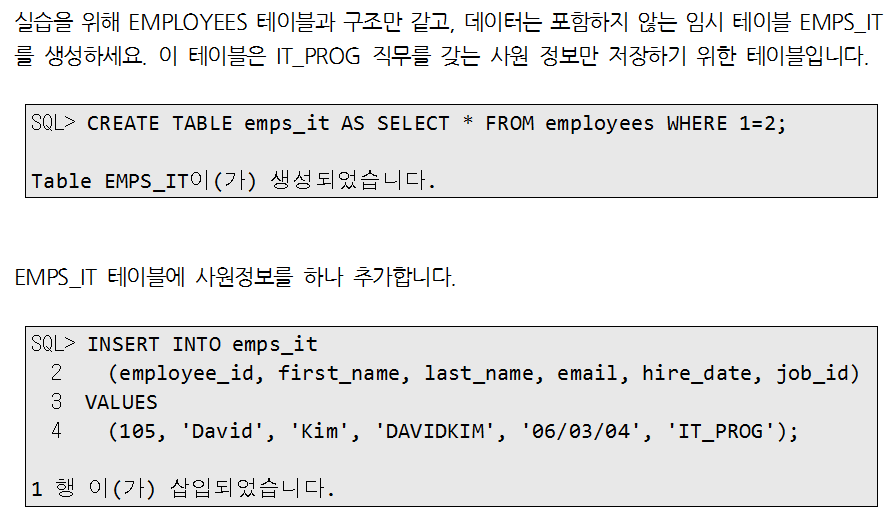 실습을 위해 EMPLOYEES 테이블과 구조만 같고, 데이터는 포함하지 않는 임시 테이블 EMPS_IT
를 생성하세요. 이 테이블은 IT_PROG 직무를 갖는 사원 정보만 저장하기 위한 테이블입니다.
SQL> CREATE TABLE emps_it AS SELECT * FROM employees WHERE 1=2;
Table EMPS_IT이(가) 생성되었습니다.
EMPS_IT 테이블에 사원정보를 하나 추가합니다.
SQL> INSERT INTO emps_it
2 (employee_id, first_name, last_name, email, hire_date, job_id)
3 VALUES
4 (105, 'David', 'Kim', 'DAVIDKIM', '06/03/04', 'IT_PROG');
1 행 이(가) 삽입되었습니다.